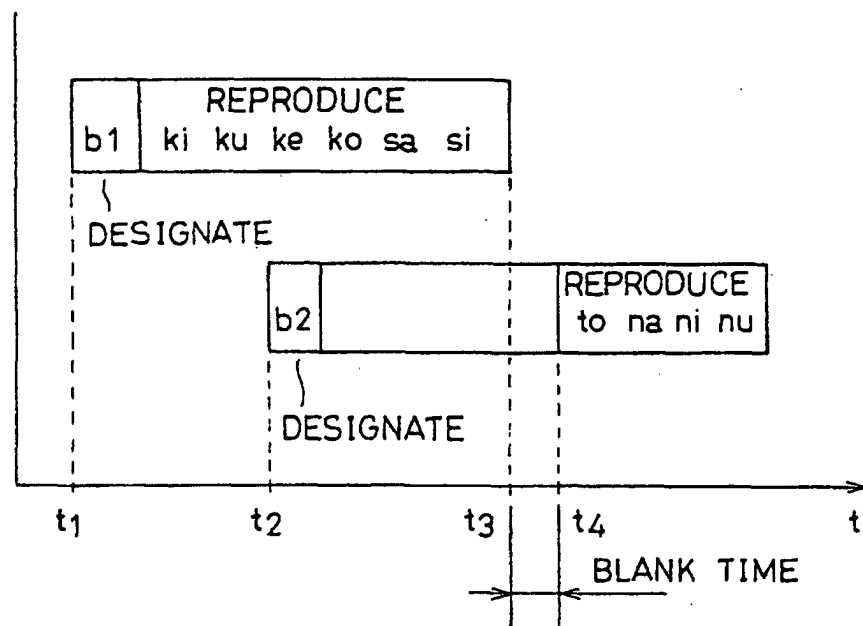 REPRODUCE
b1 ki ku ke ko sa si
DESIGNATE
REPRODUCE
b2 to na ni nu
DESIGNATE
t1 t2 t3 t4 t
BLANK TIME